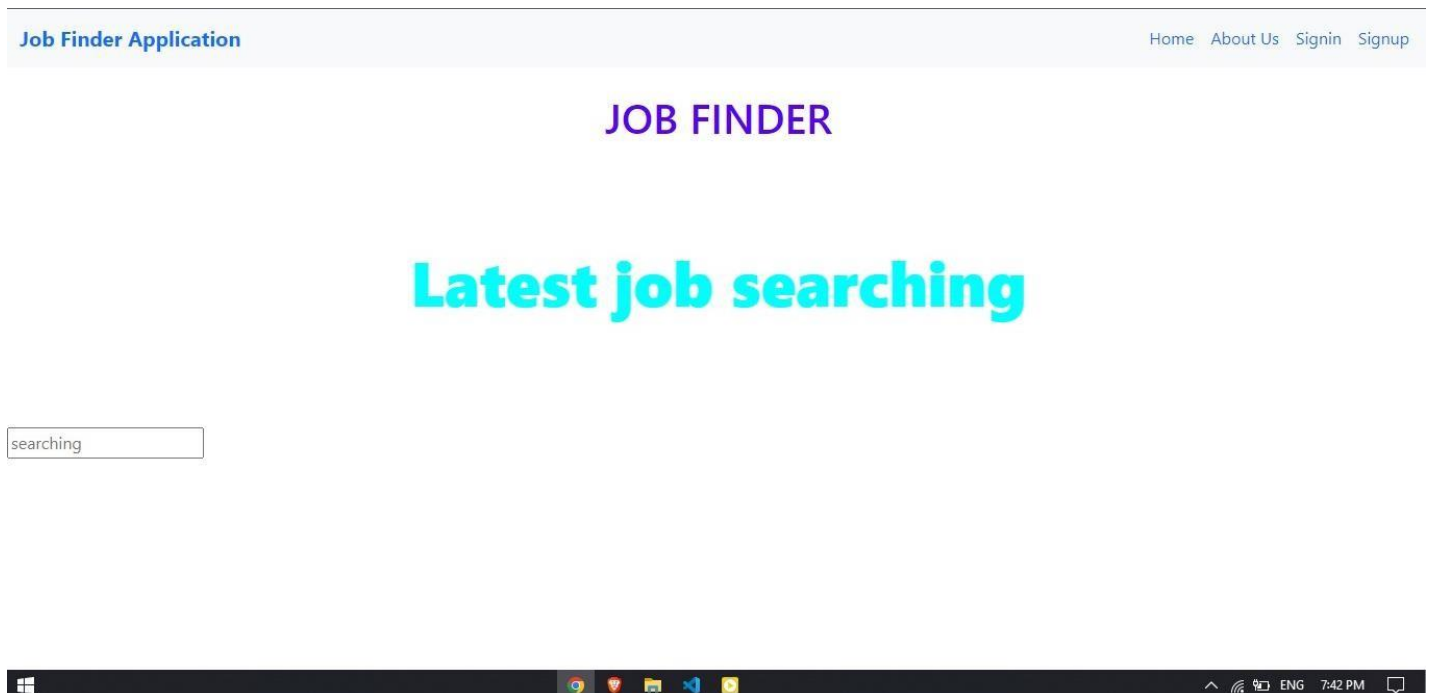 Job Finder Application
Home About Us Signin Signup
JOB FINDER
Latest job searching
searching
ENG 7:42 PM